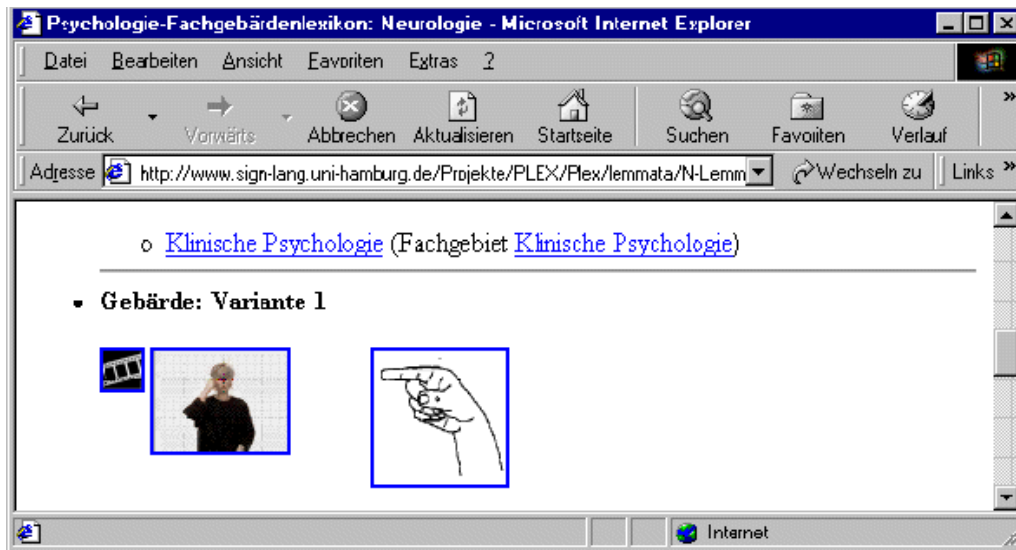 Psychologie-Fachgebärdenlexikon: Neurologie - Microsoft Internet Explorer
Datei Bearbeiten Ansicht Favoriten Extras ?
Zurück Vorwärts Abbrechen Aktualisieren Startseite Suchen Favoriten Verlauf »
Adresse http://www.sign-lang.uni-hamburg.de/Projekte/PLEX/Plex/lemmata/N-Lemm Wechseln zu Links »
o Klinische Psychologie (Fachgebiet Klinische Psychologie)
• Gebärde: Variante 1
Internet